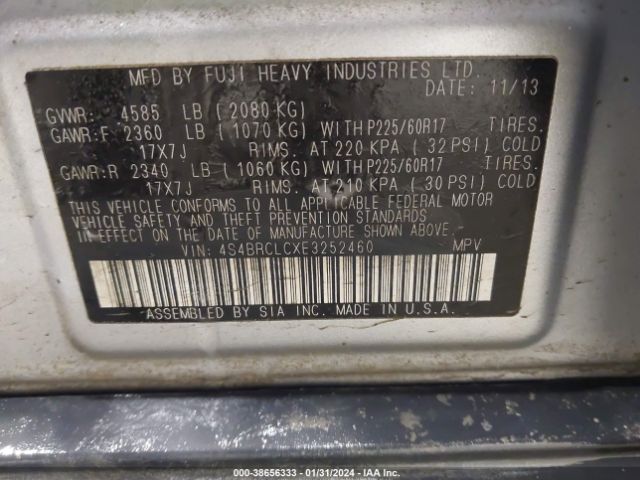 MFD BY FUJI HEAVY INDUSTRIES LTD.
DATE: 11/13
GVWR: 4585 LB ( 2080 KG)
GAWR:F 2360 LB ( 1070 KG) WITH P225/60R17 TIRES.
17X7J RIMS. AT 220 KPA ( 32 PSI) COLD
GAWR:R 2340 LB ( 1060 KG) WITH P225/60R17 TIRES.
17X7J RIMS. AT 210 KPA ( 30 PSI) COLD
THIS VEHICLE CONFORMS TO ALL APPLICABLE FEDERAL MOTOR
VEHICLE SAFETY AND THEFT PREVENTION STANDARDS
IN EFFECT ON THE DATE OF MANUFACTURE SHOWN ABOVE.
VIN: 4S4BRCLCXE3252460 MPV
ASSEMBLED BY SIA INC. MADE IN U.S.A.
000-38656333 - 01/31/2024 - IAA Inc.